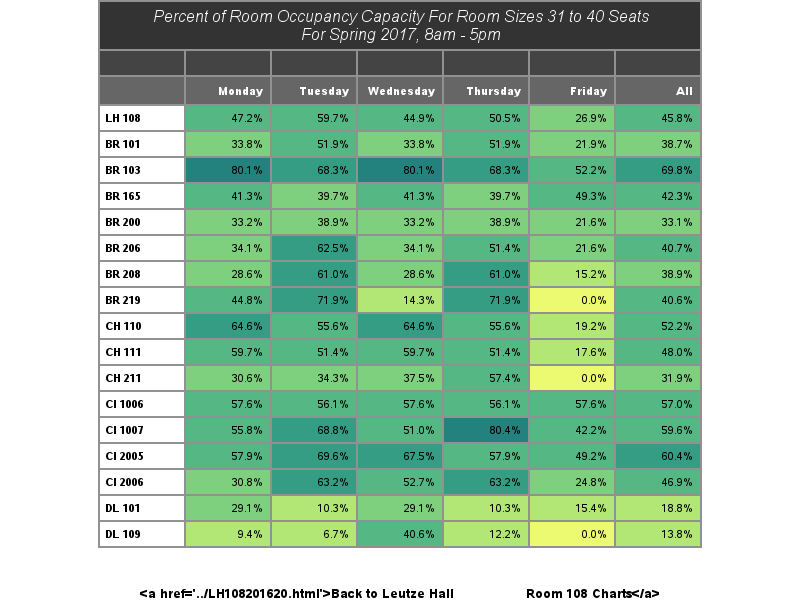 Percent of Room Occupancy Capacity For Room Sizes 31 to 40 Seats
For Spring 2017, 8am - 5pm
Monday Tuesday Wednesday Thursday Friday All
LH 108 47.2% 59.7% 44.9% 50.5% 26.9% 45.8%
BR 101 33.8% 51.9% 33.8% 51.9% 21.9% 38.7%
BR 103 80.1% 68.3% 80.1% 68.3% 52.2% 69.8%
BR 165 41.3% 39.7% 41.3% 39.7% 49.3% 42.3%
BR 200 33.2% 38.9% 33.2% 38.9% 21.6% 33.1%
BR 206 34.1% 62.5% 34.1% 51.4% 21.6% 40.7%
BR 208 28.6% 61.0% 28.6% 61.0% 15.2% 38.9%
BR 219 44.8% 71.9% 14.3% 71.9% 0.0% 40.6%
CH 110 64.6% 55.6% 64.6% 55.6% 19.2% 52.2%
CH 111 59.7% 51.4% 59.7% 51.4% 17.6% 48.0%
CH 211 30.6% 34.3% 37.5% 57.4% 0.0% 31.9%
CI 1006 57.6% 56.1% 57.6% 56.1% 57.6% 57.0%
CI 1007 55.8% 68.8% 51.0% 80.4% 42.2% 59.6%
CI 2005 57.9% 69.6% 67.5% 57.9% 49.2% 60.4%
CI 2006 30.8% 63.2% 52.7% 63.2% 24.8% 46.9%
DL 101 29.1% 10.3% 29.1% 10.3% 15.4% 18.8%
DL 109 9.4% 6.7% 40.6% 12.2% 0.0% 13.8%
<a href='../LH108201620.html'>Back to Leutze Hall Room 108 Charts</a>